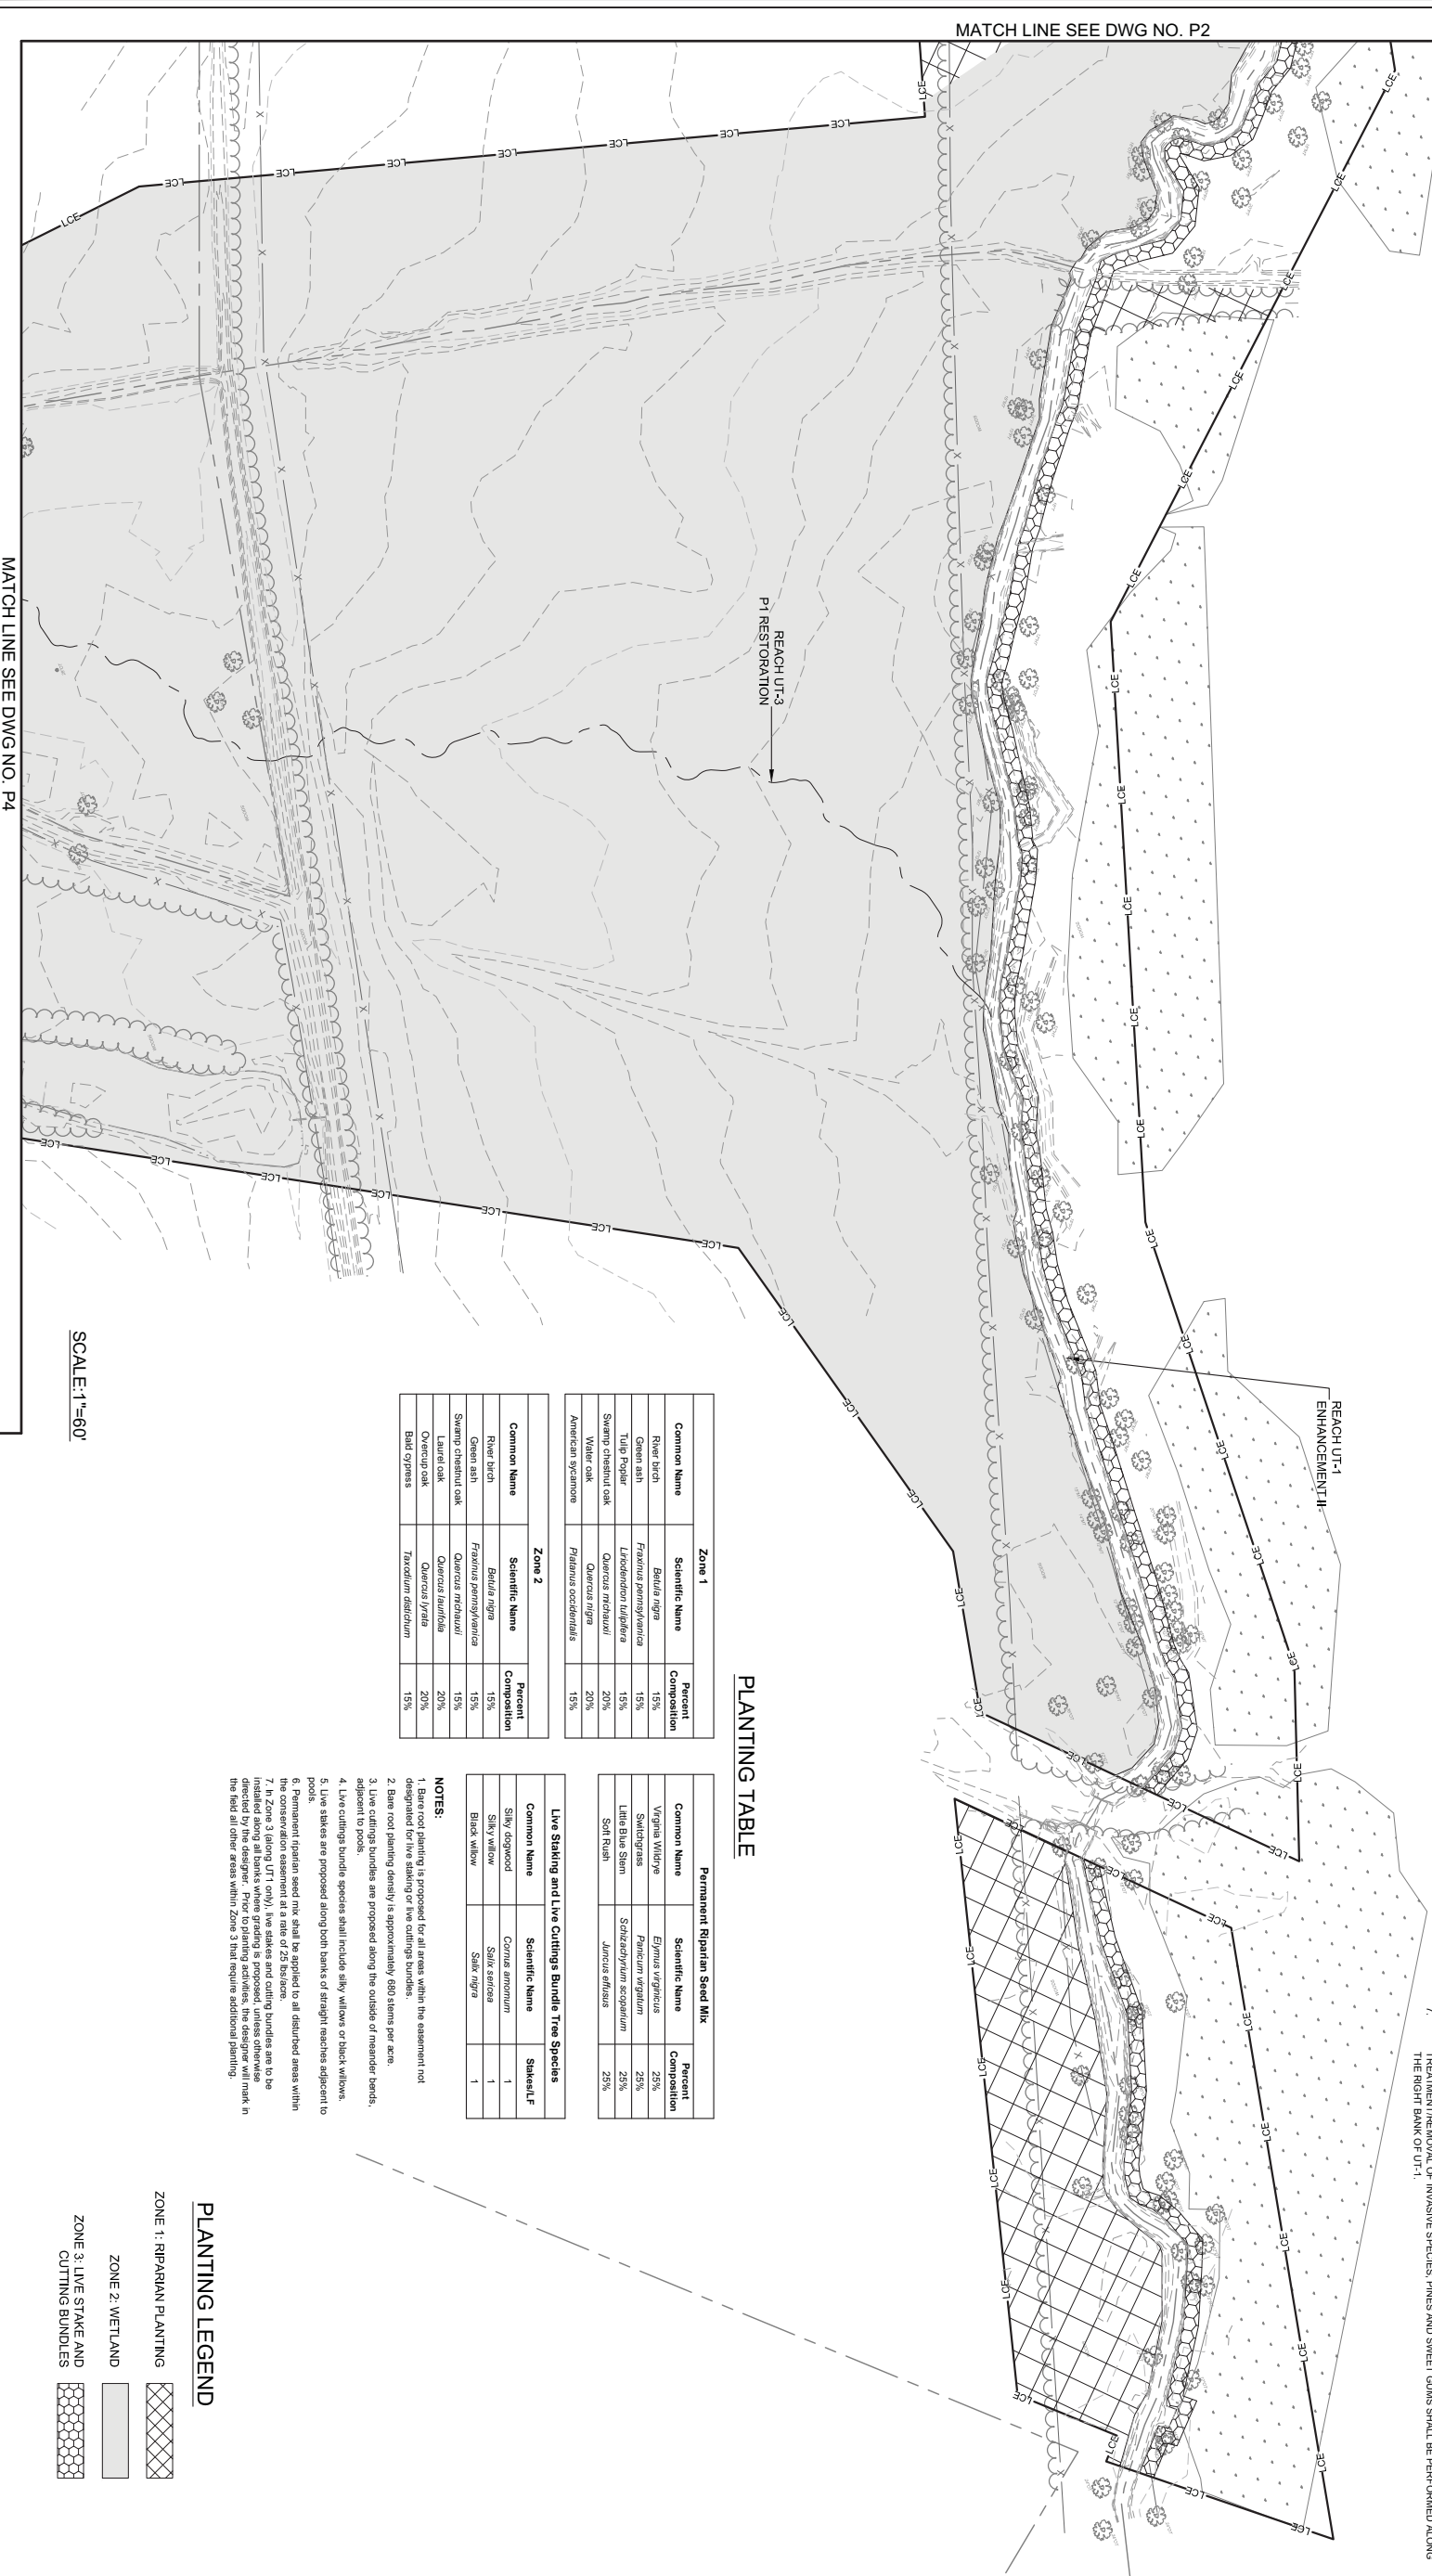 MATCH LINE SEE DWG NO. P2
TREATMENT/REMOVAL OF INVASIVE SPECIES, PINES AND SWEET GUMS SHALL BE PERFORMED ALONG
THE RIGHT BANK OF UT-1.
REACH UT-1
ENHANCEMENT II
REACH UT-3
P1 RESTORATION
LCE
MATCH LINE SEE DWG NO. P4
SCALE:1"=60'
PLANTING TABLE
Zone 1
Common Name Scientific Name Percent Composition
River birch Betula nigra 15%
Green ash Fraxinus pennsylvanica 15%
Tulip Poplar Liriodendron tulipifera 15%
Swamp chestnut oak Quercus michauxii 20%
Water oak Quercus nigra 20%
American sycamore Platanus occidentalis 15%
Zone 2
Common Name Scientific Name Percent Composition
River birch Betula nigra 15%
Green ash Fraxinus pennsylvanica 15%
Swamp chestnut oak Quercus michauxii 15%
Laurel oak Quercus laurifolia 20%
Overcup oak Quercus lyrata 20%
Bald cypress Taxodium distichum 15%
Permanent Riparian Seed Mix
Common Name Scientific Name Percent Composition
Virginia Wildrye Elymus virginicus 25%
Switchgrass Panicum virgatum 25%
Little Blue Stem Schizachyrium scoparium 25%
Soft Rush Juncus effusus 25%
Live Staking and Live Cuttings Bundle Tree Species
Common Name Scientific Name Stakes/LF
Silky dogwood Cornus amomum 1
Silky willow Salix sericea 1
Black willow Salix nigra 1
NOTES:
1. Bare root planting is proposed for all areas within the easement not
designated for live staking or live cuttings bundles.
2. Bare root planting density is approximately 680 stems per acre.
3. Live cuttings bundles are proposed along the outside of meander bends,
adjacent to pools.
4. Live cuttings bundle species shall include silky willows or black willows.
5. Live stakes are proposed along both banks of straight reaches adjacent to
pools.
6. Permanent riparian seed mix shall be applied to all disturbed areas within
the conservation easement at a rate of 25 lbs/acre.
7. In Zone 3 (along UT1 only), live stakes and cutting bundles are to be
installed along all banks where grading is proposed, unless otherwise
directed by the designer. Prior to planting activities, the designer will mark in
the field all other areas within Zone 3 that require additional planting.
PLANTING LEGEND
ZONE 1: RIPARIAN PLANTING
ZONE 2: WETLAND
ZONE 3: LIVE STAKE AND
CUTTING BUNDLES